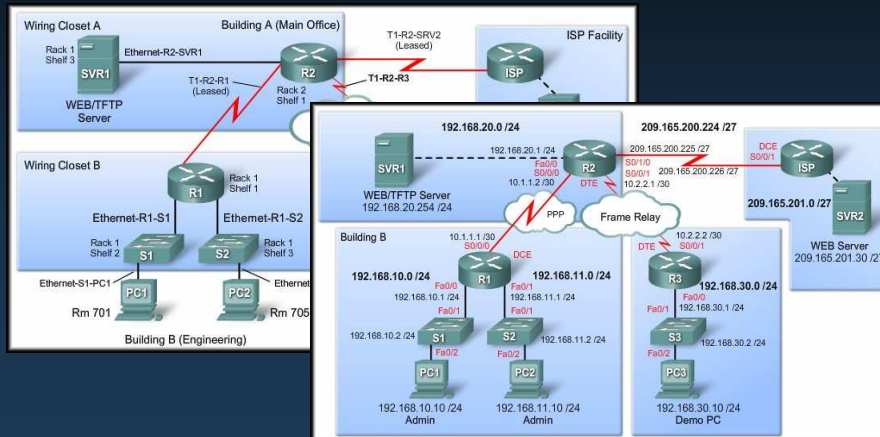 Wiring Closet A
Building A (Main Office)
Rack 1
Shelf 3
SVR1
Ethernet-R2-SVR1
WEB/TFTP
Server
T1-R2-R1
(Leased)
R2
Rack 2
Shelf 1
T1-R2-SRV2
(Leased)
T1-R2-R3
ISP Facility
ISP
Wiring Closet B
R1
Rack 1
Shelf 1
Ethernet-R1-S1
Ethernet-R1-S2
Rack 1
Shelf 2
S1
S2
Rack 1
Shelf 3
Ethernet-S1-PC1
PC1
PC2
Rm 701
Rm 705
Building B (Engineering)
192.168.20.0 /24
209.165.200.224 /27
SVR1
192.168.20.1 /24
Fa0/0
S0/0/0
R2
209.165.200.225 /27
S0/1/0
S0/0/1
209.165.200.226 /27
DCE
S0/0/1
ISP
10.1.1.2 /30
DTE
10.2.2.1 /30
WEB/TFTP Server
192.168.20.254 /24
209.165.201.0 /27
SVR2
WEB Server
209.165.201.30 /27
PPP
Frame Relay
Building B
10.1.1.1 /30
S0/0/0
DCE
R1
10.2.2.2 /30
DTE
S0/0/1
R3
192.168.10.0 /24
192.168.11.0 /24
192.168.30.0 /24
Fa0/0
192.168.10.1 /24
Fa0/1
Fa0/1
192.168.11.1 /24
Fa0/1
Fa0/0
192.168.30.1 /24
Fa0/1
192.168.10.2 /24
S1
S2
192.168.11.2 /24
S3
192.168.30.2 /24
Fa0/2
Fa0/2
Fa0/2
PC1
PC2
PC3
192.168.10.10 /24
Admin
192.168.11.10 /24
Admin
192.168.30.10 /24
Demo PC